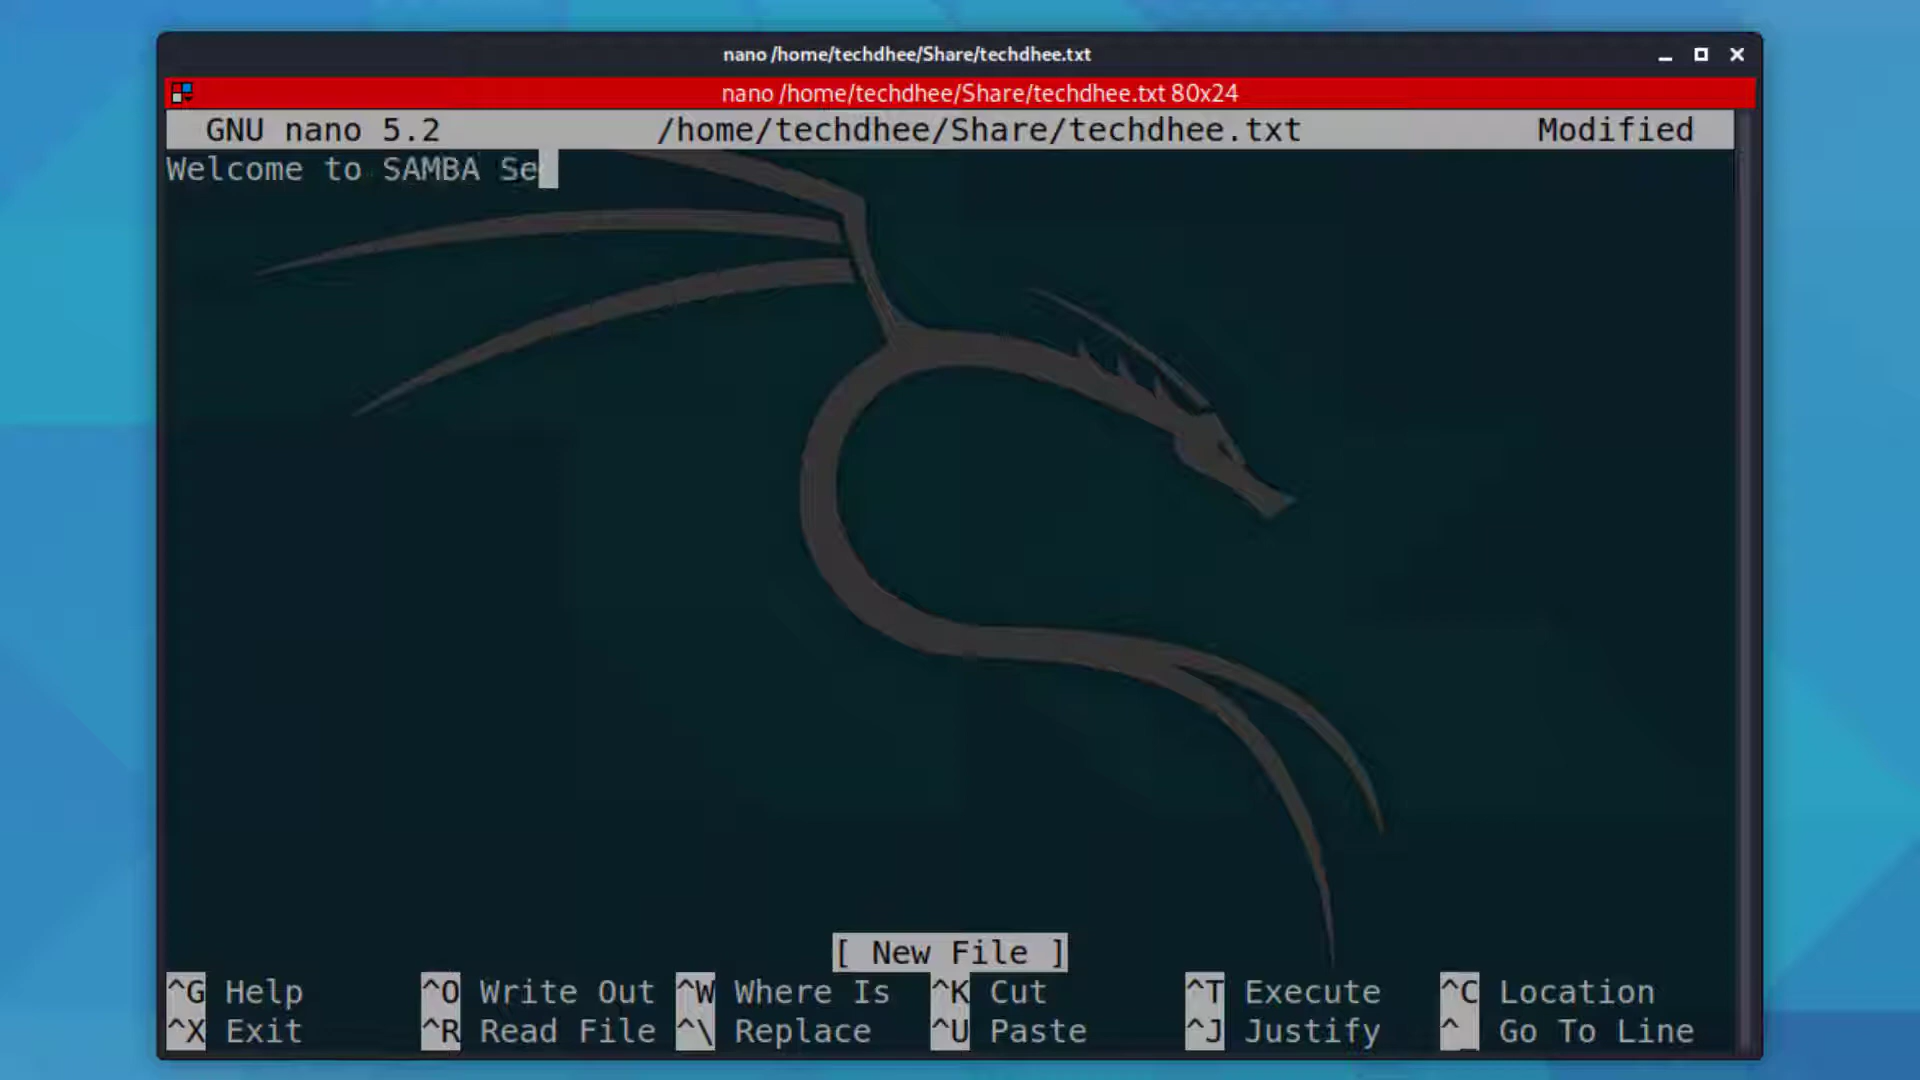 nano /home/techdhee/Share/techdhee.txt
nano /home/techdhee/Share/techdhee.txt 80x24
GNU nano 5.2 /home/techdhee/Share/techdhee.txt Modified
Welcome to SAMBA Se
[ New File ]
^G Help ^O Write Out ^W Where Is ^K Cut ^T Execute ^C Location
^X Exit ^R Read File ^\ Replace ^U Paste ^J Justify ^_ Go To Line